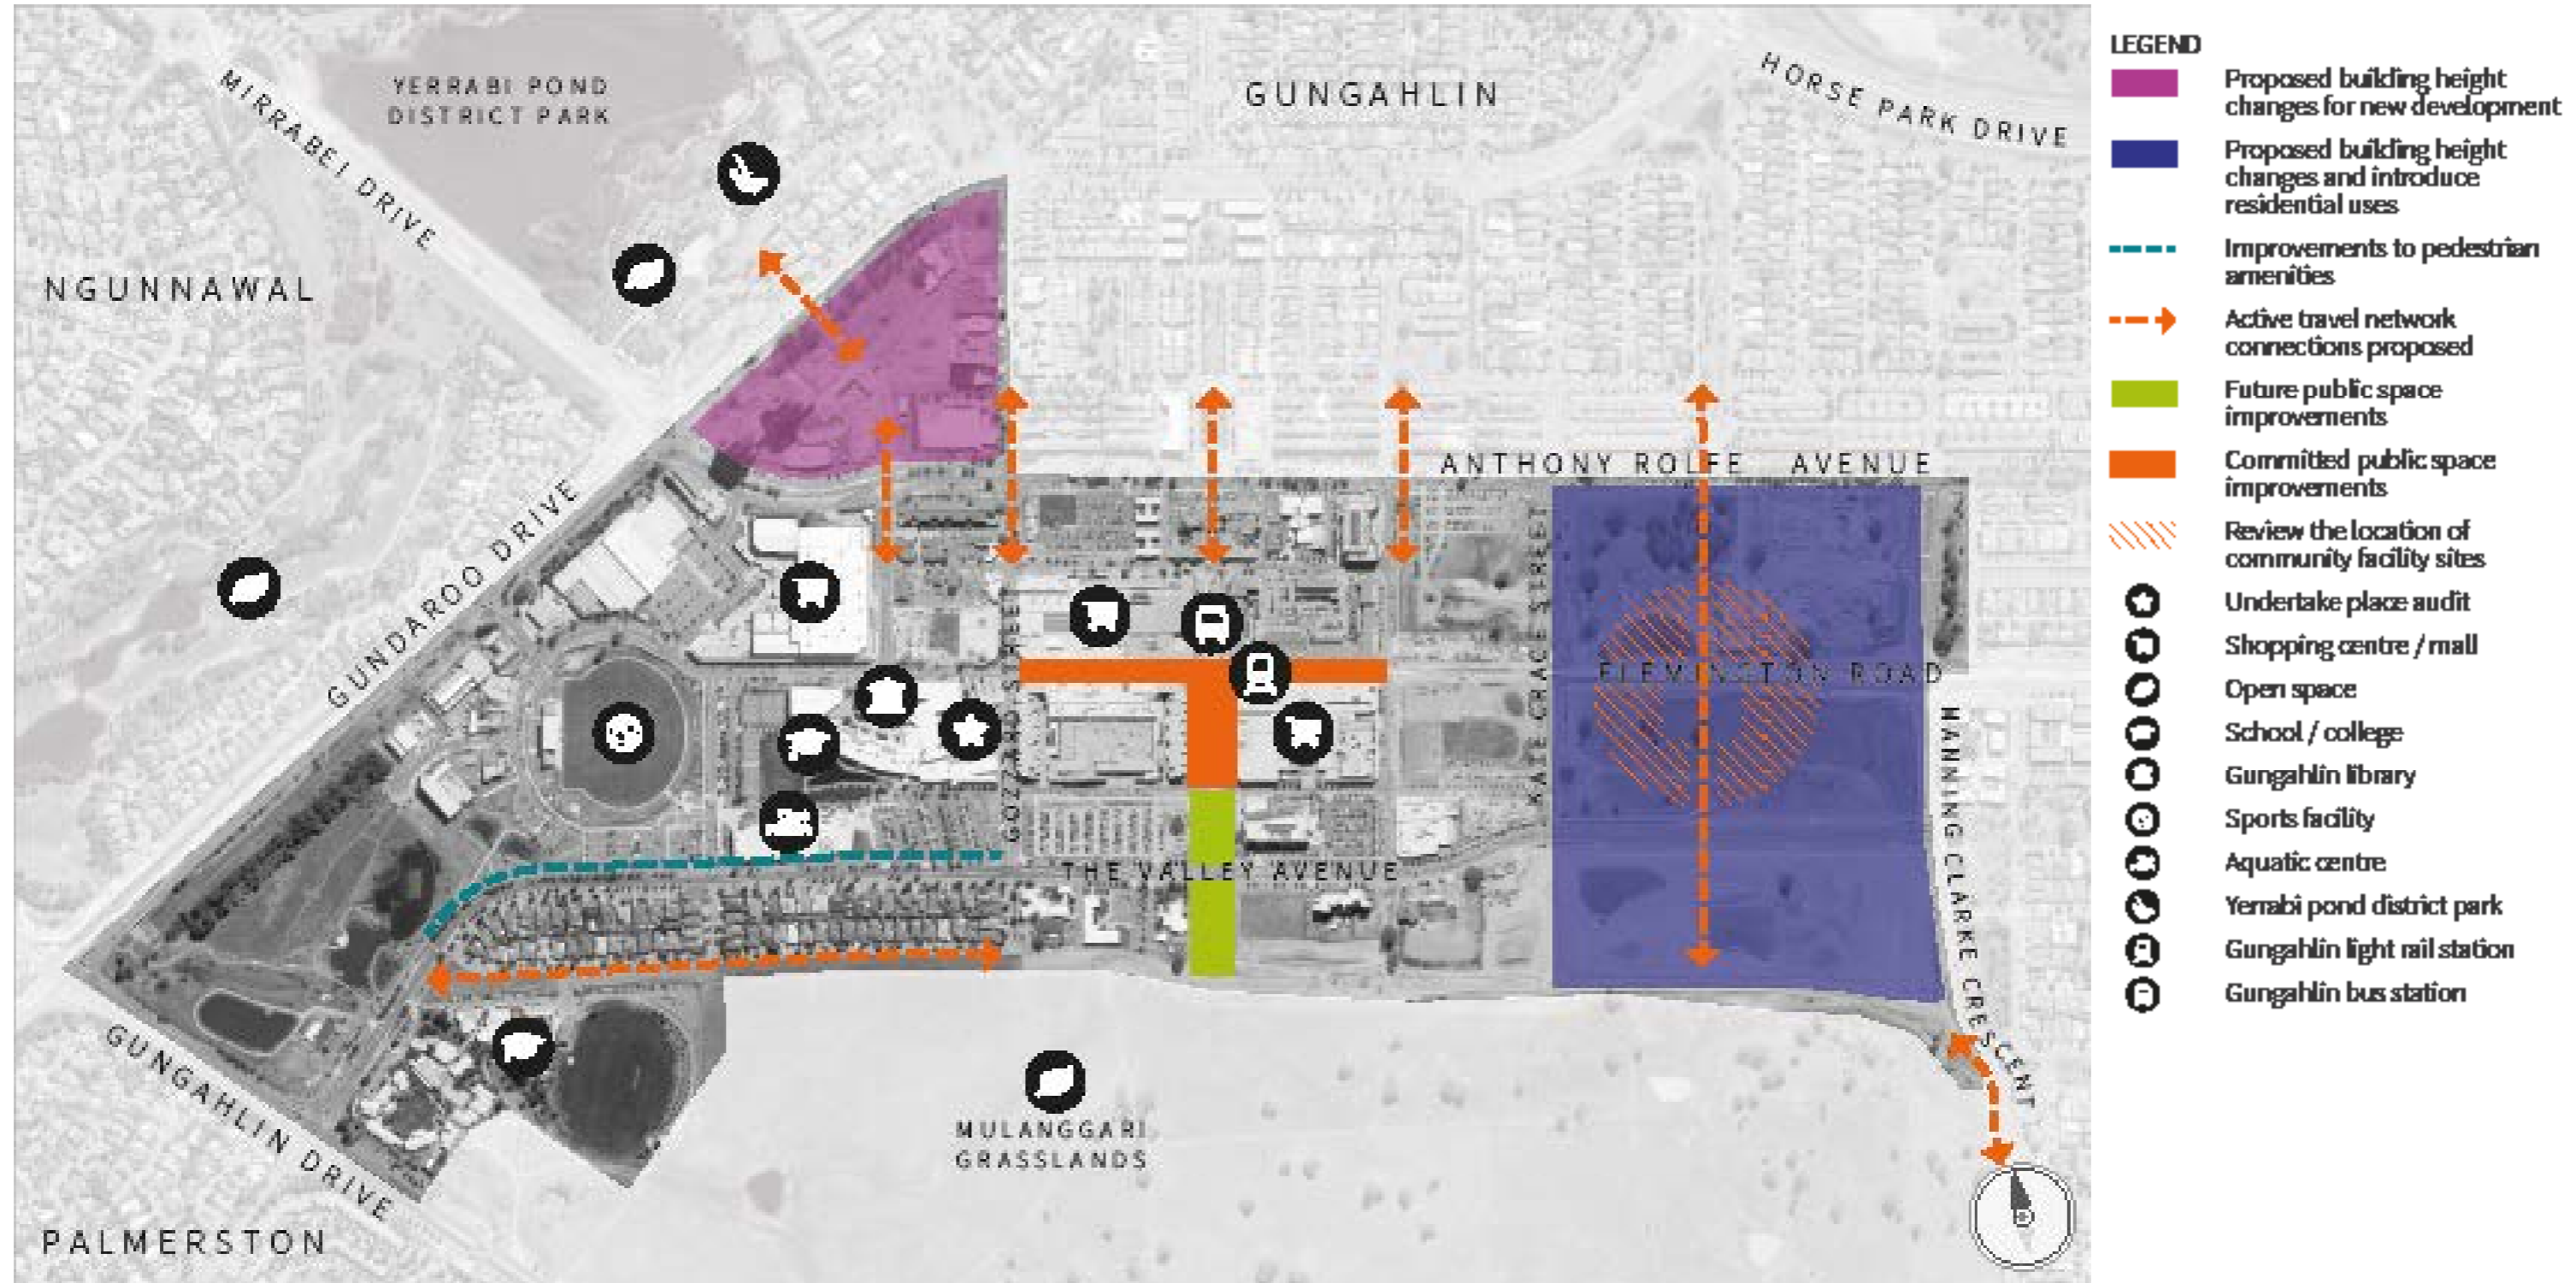 YERRABI POND
DISTRICT PARK
MIRRABEI DRIVE
GUNGAHLIN
HORSE PARK DRIVE
NGUNNAWAL
ANTHONY ROLFE AVENUE
GUNDAROO DRIVE
GOZZARD STREET
KATE GRACE STREET
FLEMINGTON ROAD
MANNING CLARKE CRESCENT
THE VALLEY AVENUE
GUNGAHLIN DRIVE
MULANGGARI
GRASSLANDS
PALMERSTON
LEGEND
Proposed building height
changes for new development
Proposed building height
changes and introduce
residential uses
Improvements to pedestrian
amenities
Active travel network
connections proposed
Future public space
improvements
Committed public space
improvements
Review the location of
community facility sites
Undertake place audit
Shopping centre / mall
Open space
School / college
Gungahlin library
Sports facility
Aquatic centre
Yerrabi pond district park
Gungahlin light rail station
Gungahlin bus station